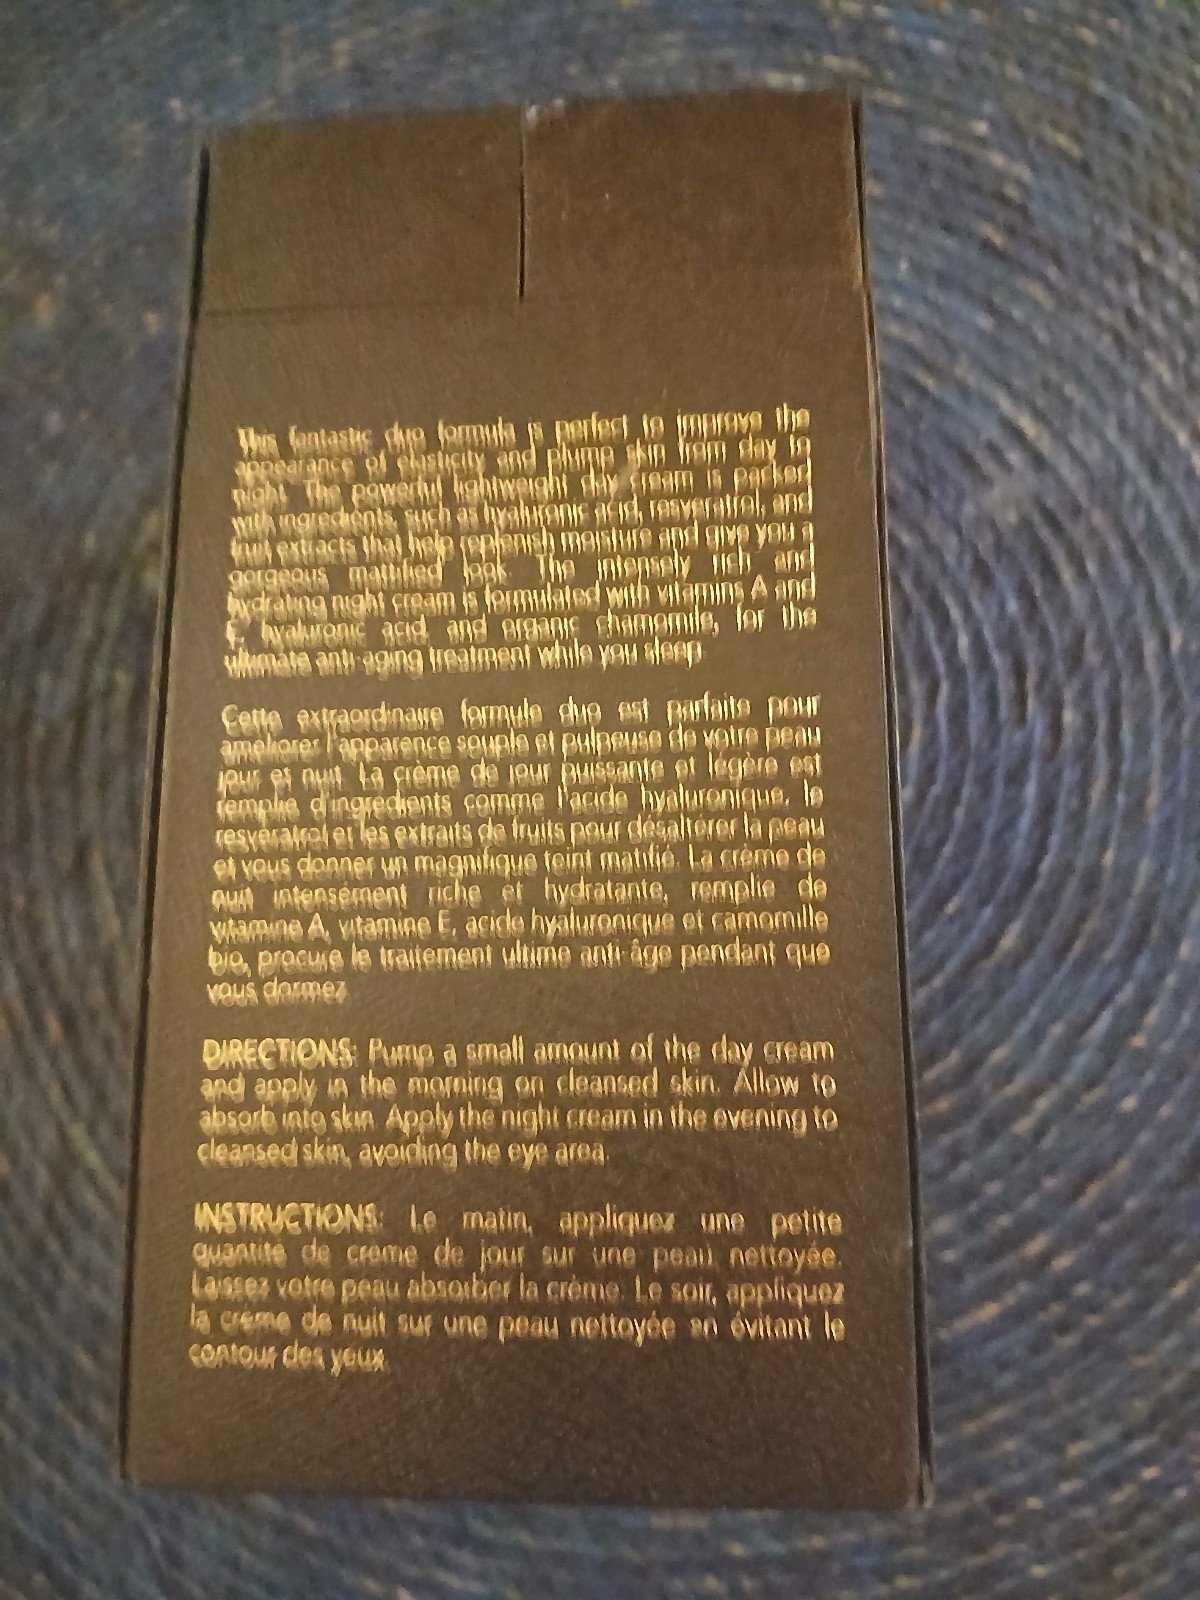 This fantastic duo formula is perfect to improve the
appearance of elasticity and plump skin from day to
night. The powerful lightweight day cream is packed
with ingredients, such as hyaluronic acid, resveratrol, and
fruit extracts that help replenish moisture and give you a
gorgeous mattified look. The intensely rich and
hydrating night cream is formulated with vitamins A and
E, hyaluronic acid, and organic chamomile, for the
ultimate anti-aging treatment while you sleep.
Cette extraordinaire formule duo est parfaite pour
améliorer l'apparence souple et pulpeuse de votre peau
jour et nuit. La crème de jour puissante et légère est
remplie d'ingrédients comme l'acide hyaluronique, le
resvératrol et les extraits de fruits pour désaltérer la peau
et vous donner un magnifique teint matifié. La crème de
nuit intensément riche et hydratante, remplie de
vitamine A, vitamine E, acide hyaluronique et camomille
bio, procure le traitement ultime anti-âge pendant que
vous dormez.
DIRECTIONS: Pump a small amount of the day cream
and apply in the morning on cleansed skin. Allow to
absorb into skin. Apply the night cream in the evening to
cleansed skin, avoiding the eye area.
INSTRUCTIONS: Le matin, appliquez une petite
quantité de crème de jour sur une peau nettoyée.
Laissez votre peau absorber la crème. Le soir, appliquez
la crème de nuit sur une peau nettoyée en évitant le
contour des yeux.